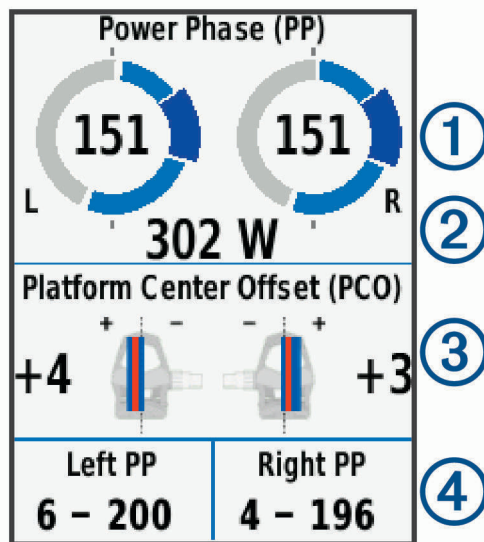 Power Phase (PP)
151 151 ①
L R
302 W ②
Platform Center Offset (PCO)
+ - - +
+4 +3 ③
Left PP Right PP
6 - 200 4 - 196 ④